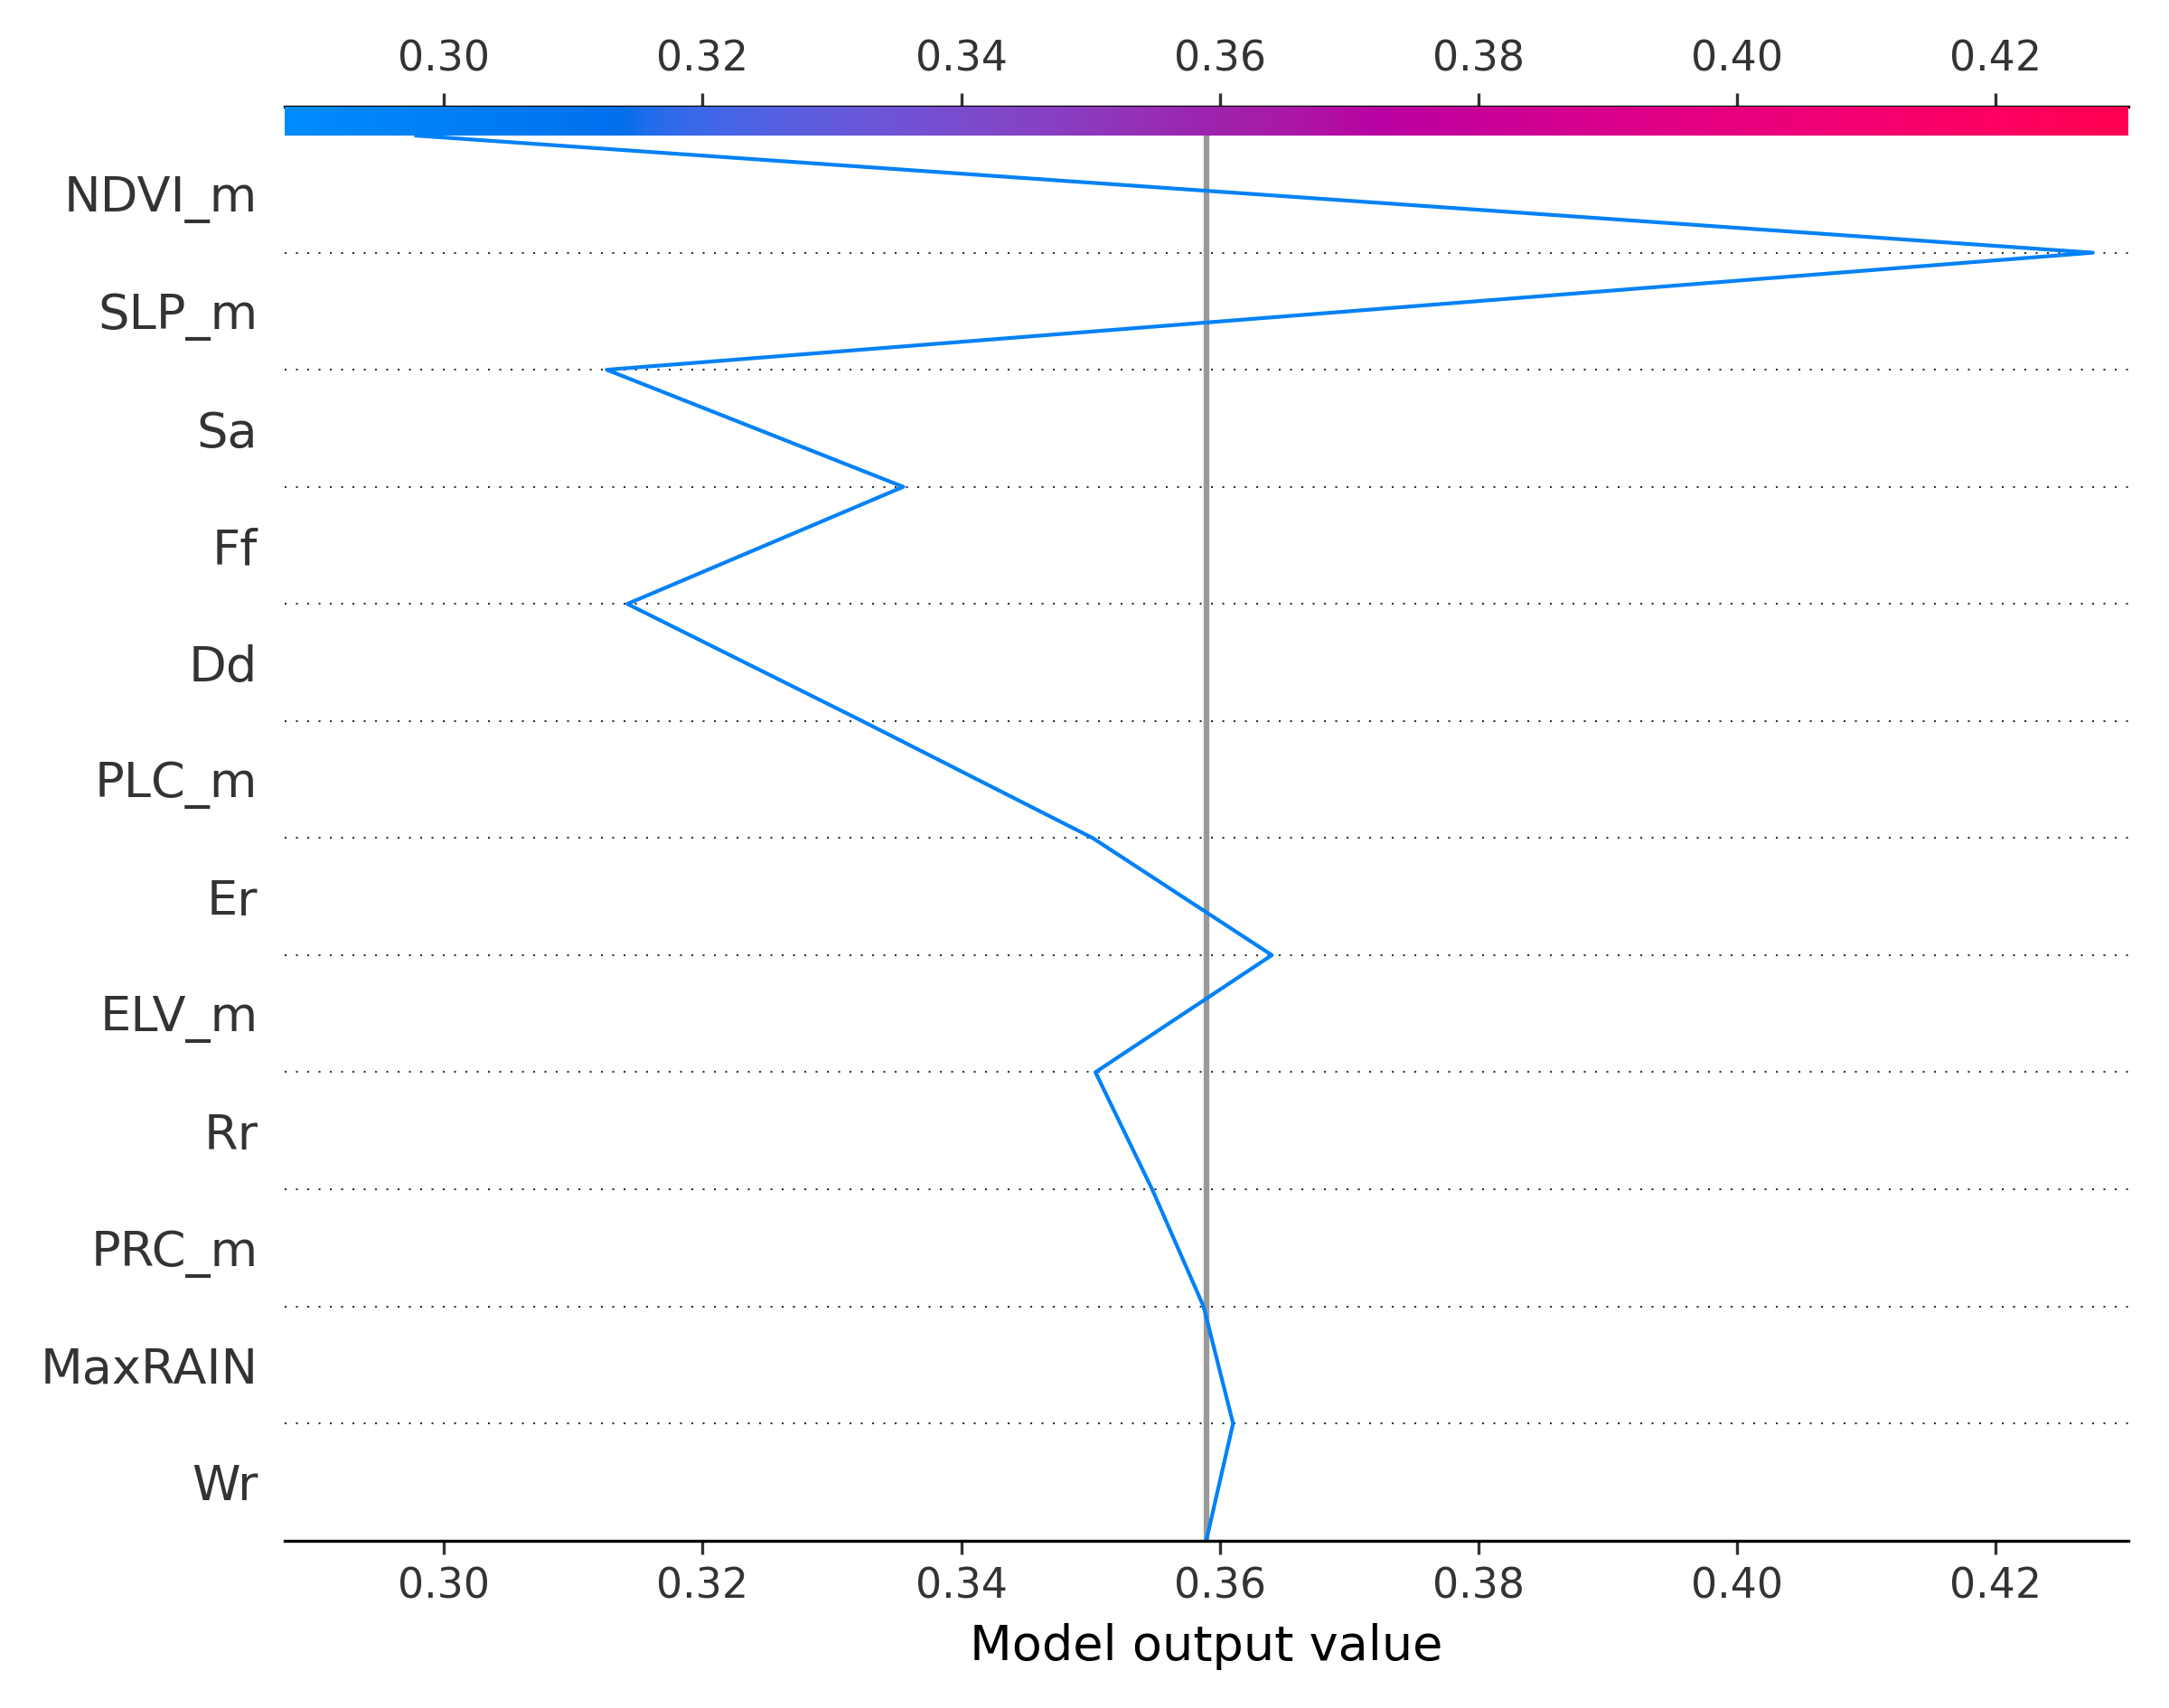 0.30 0.32 0.34 0.36 0.38 0.40 0.42
NDVI_m
SLP_m
Sa
Ff
Dd
PLC_m
Er
ELV_m
Rr
PRC_m
MaxRAIN
Wr
0.30 0.32 0.34 0.36 0.38 0.40 0.42
Model output value